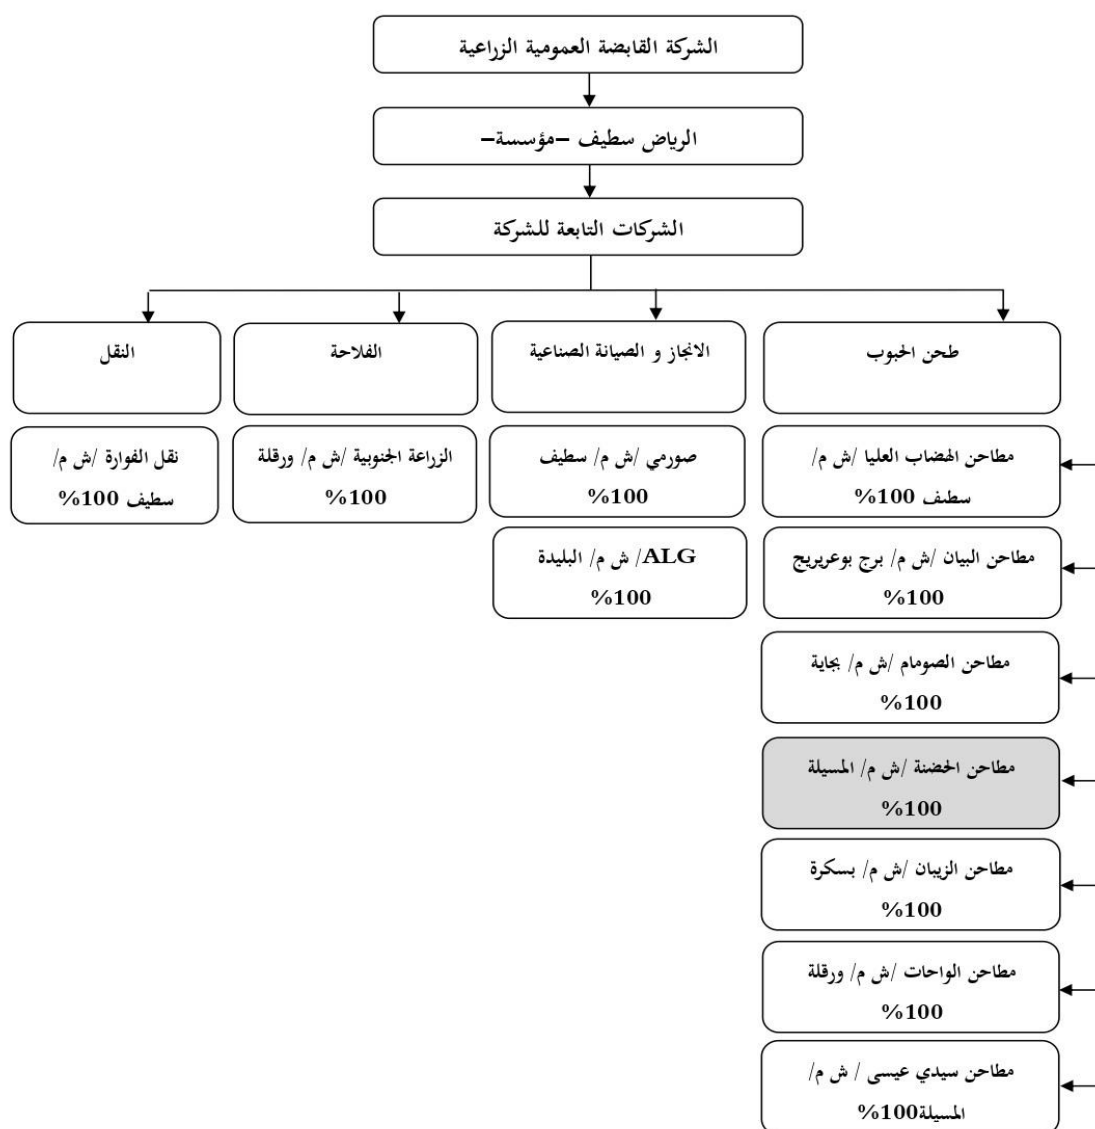 الشركة القابضة العمومية الزراعية
الرياض سطيف –مؤسسة–
الشركات التابعة للشركة
طحن الحبوب
الانجاز و الصيانة الصناعية
الفلاحة
النقل
مطاحن الهضاب العليا /ش م/
سطيف 100%
صورمي /ش م/ سطيف
100%
الزراعة الجنوبية /ش م/ ورقلة
100%
نقل الفوارة /ش م/
سطيف 100%
مطاحن البيان /ش م/ برج بوعريريج
100%
ALG/ ش م/ البليدة
100%
مطاحن الصومام /ش م/ بجاية
100%
مطاحن الحضنة /ش م/ المسيلة
100%
مطاحن الزيبان /ش م/ بسكرة
100%
مطاحن الواحات /ش م/ ورقلة
100%
مطاحن سيدي عيسى / ش م/
المسيلة100%